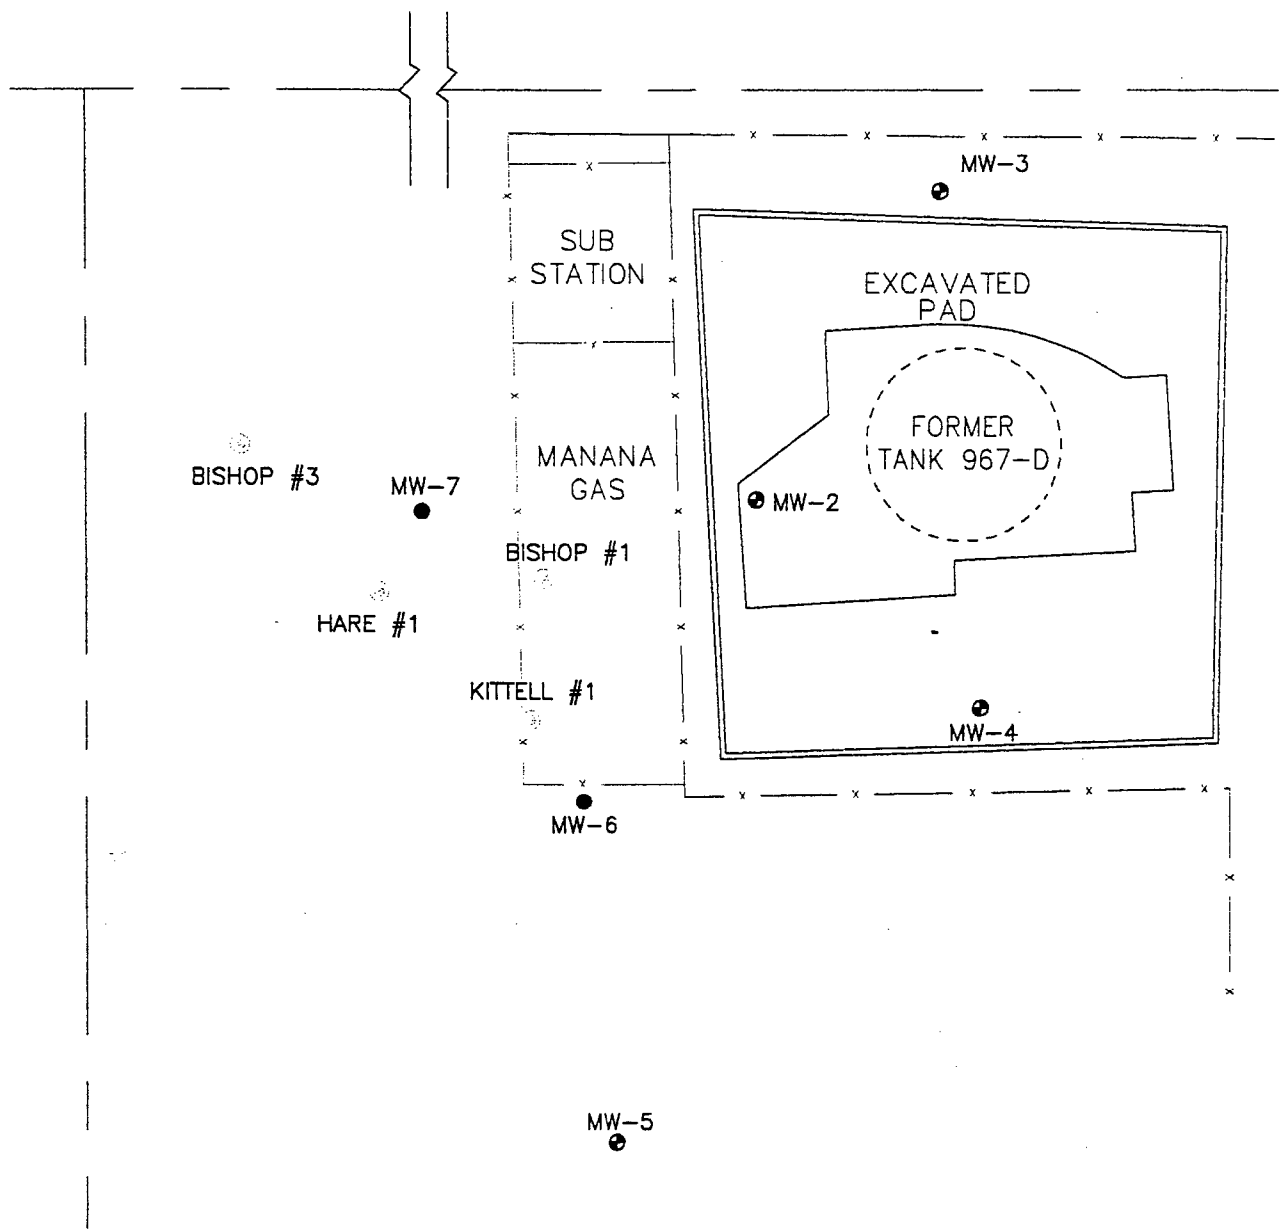 MW-3
SUB
STATION
EXCAVATED
PAD
FORMER
TANK 967-D
MANANA
GAS
BISHOP #3
MW-7
MW-2
BISHOP #1
HARE #1
KITTELL #1
MW-4
MW-6
MW-5